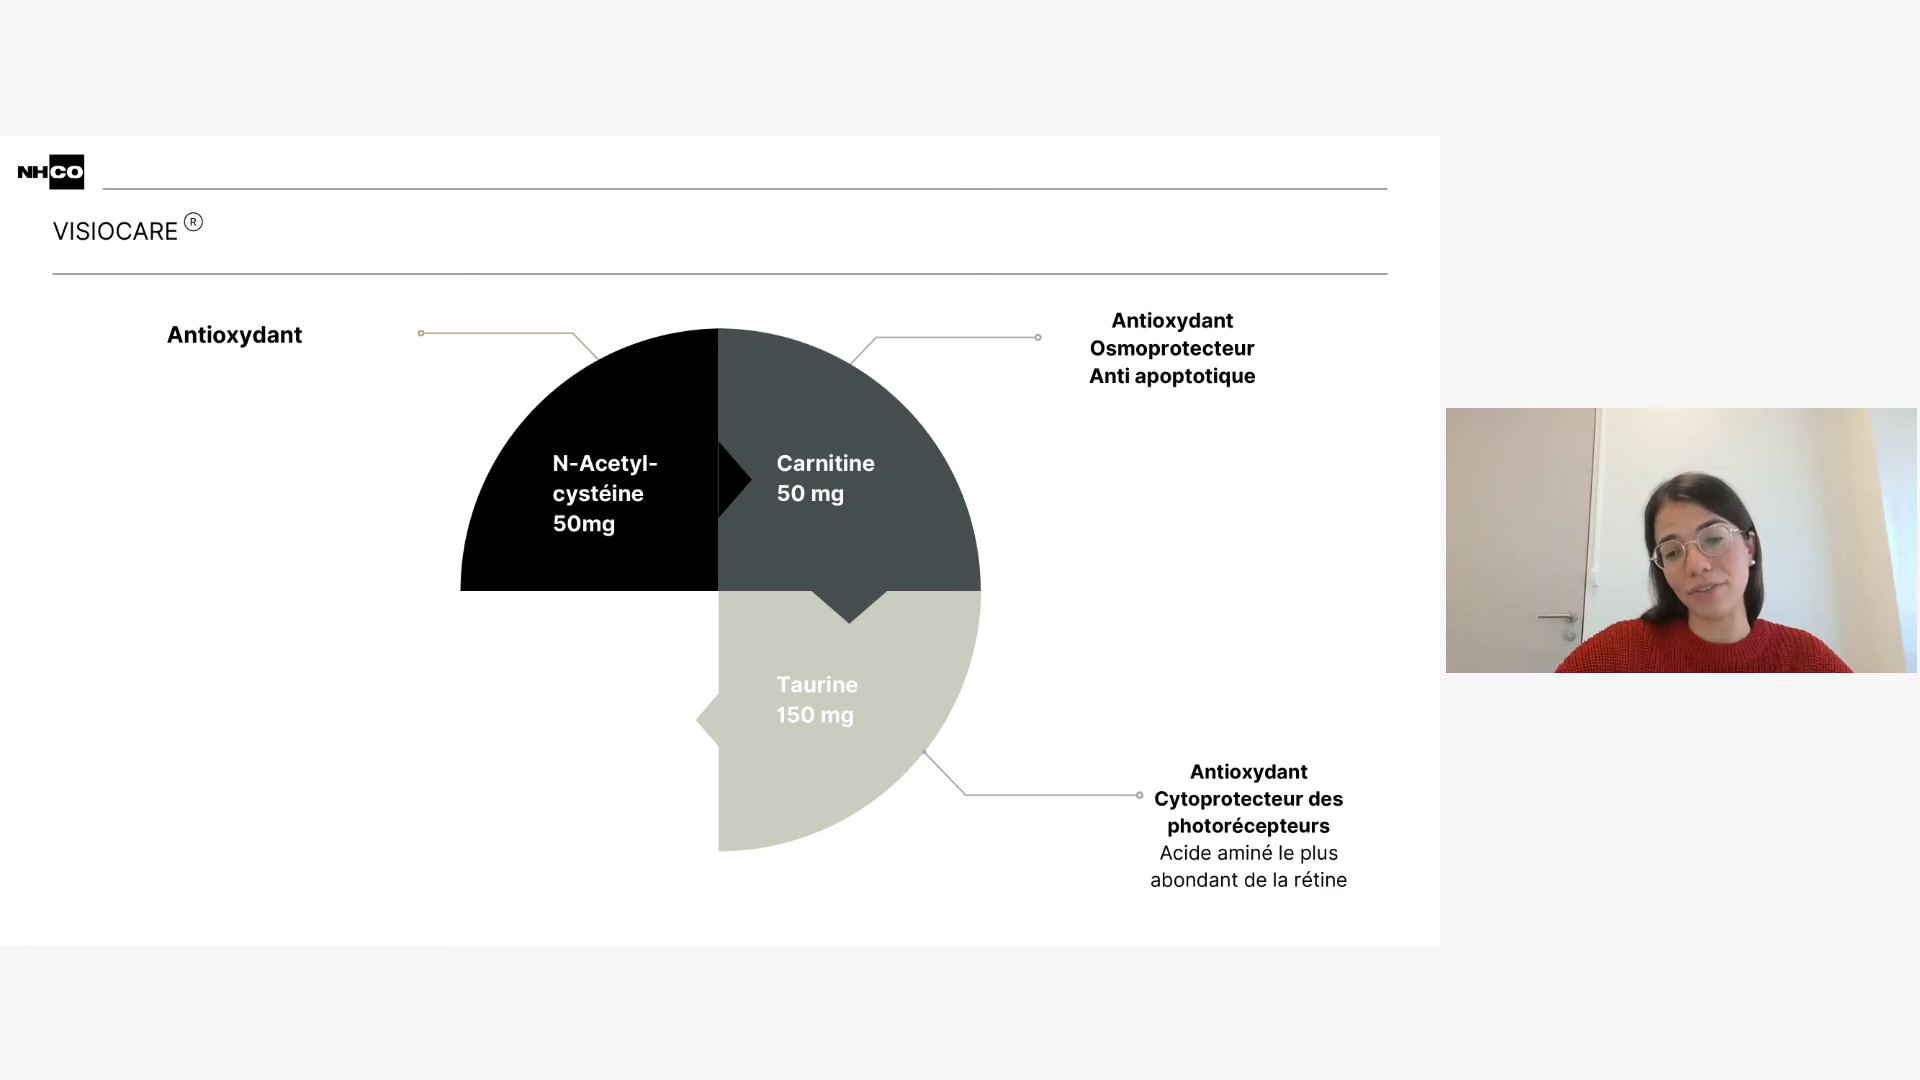 NHCO
VISIOCARE ®
Antioxydant
Antioxydant
Osmoprotecteur
Anti apoptotique
N-Acetyl-
cystéine
50mg
Carnitine
50 mg
Taurine
150 mg
Antioxydant
Cytoprotecteur des
photorécepteurs
Acide aminé le plus
abondant de la rétine